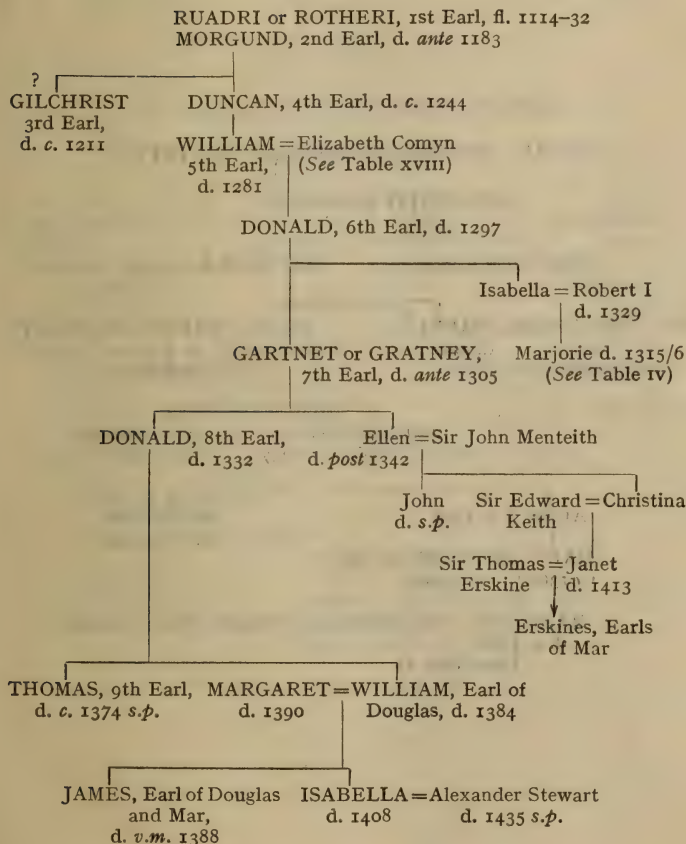 RUADRI or ROTHERI, 1st Earl, fl. 1114–32
MORGUND, 2nd Earl, d. ante 1183
?
GILCHRIST
3rd Earl,
d. c. 1211
DUNCAN, 4th Earl, d. c. 1244
WILLIAM = Elizabeth Comyn
5th Earl, (See Table XVIII)
d. 1281
DONALD, 6th Earl, d. 1297
Isabella = Robert I
d. 1329
GARTNET or GRATNEY,
7th Earl, d. ante 1305
Marjorie d. 1315/6
(See Table IV)
DONALD, 8th Earl,
d. 1332
Ellen = Sir John Menteith
d. post 1342
John
d. s.p.
Sir Edward = Christina
Keith
Sir Thomas = Janet
Erskine d. 1413
Erskines, Earls
of Mar
THOMAS, 9th Earl,
d. c. 1374 s.p.
MARGARET = WILLIAM, Earl of
d. 1390 Douglas, d. 1384
JAMES, Earl of Douglas
and Mar,
d. v.m. 1388
ISABELLA = Alexander Stewart
d. 1408 d. 1435 s.p.